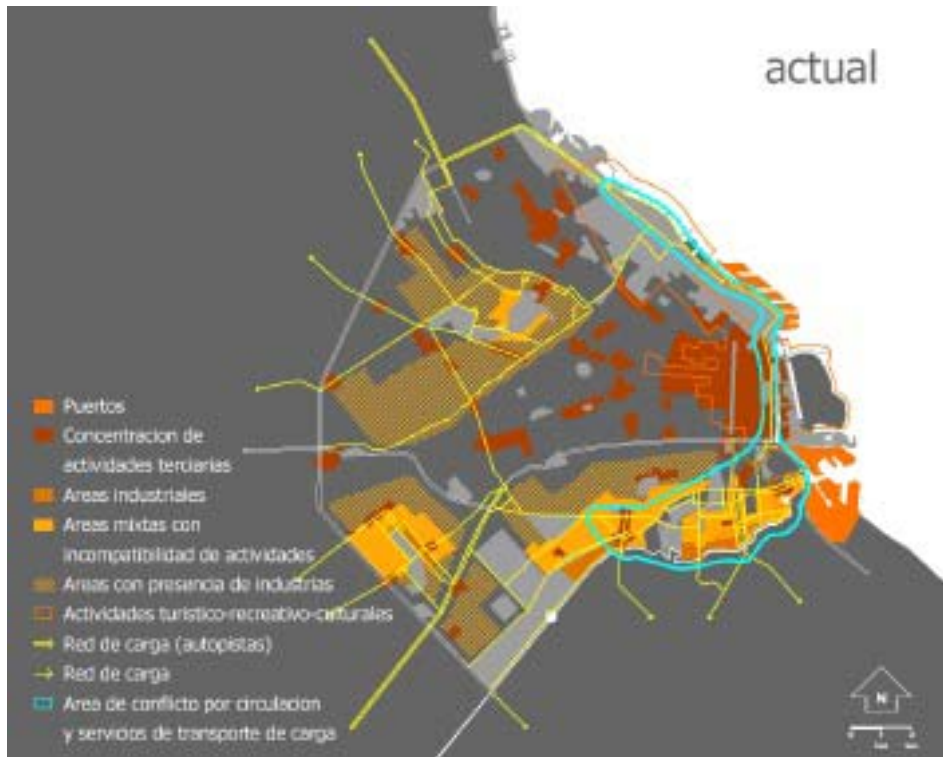 actual
Puertos
Concentracion de
actividades terciarias
Areas industriales
Areas mixtas con
incompatibilidad de actividades
Areas con presencia de industrias
Actividades turistico-recreativo-culturales
Red de carga (autopistas)
Red de carga
Area de conflicto por circulacion
y servicios de transporte de carga
N